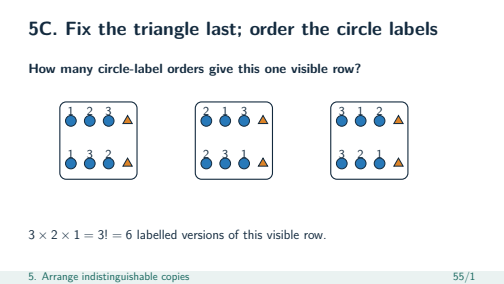 5C. Fix the triangle last; order the circle labels
How many circle-label orders give this one visible row?
1 2 3
2 1 3
3 1 2
1 3 2
2 3 1
3 2 1
3 × 2 × 1 = 3! = 6 labelled versions of this visible row.
5. Arrange indistinguishable copies
55/1